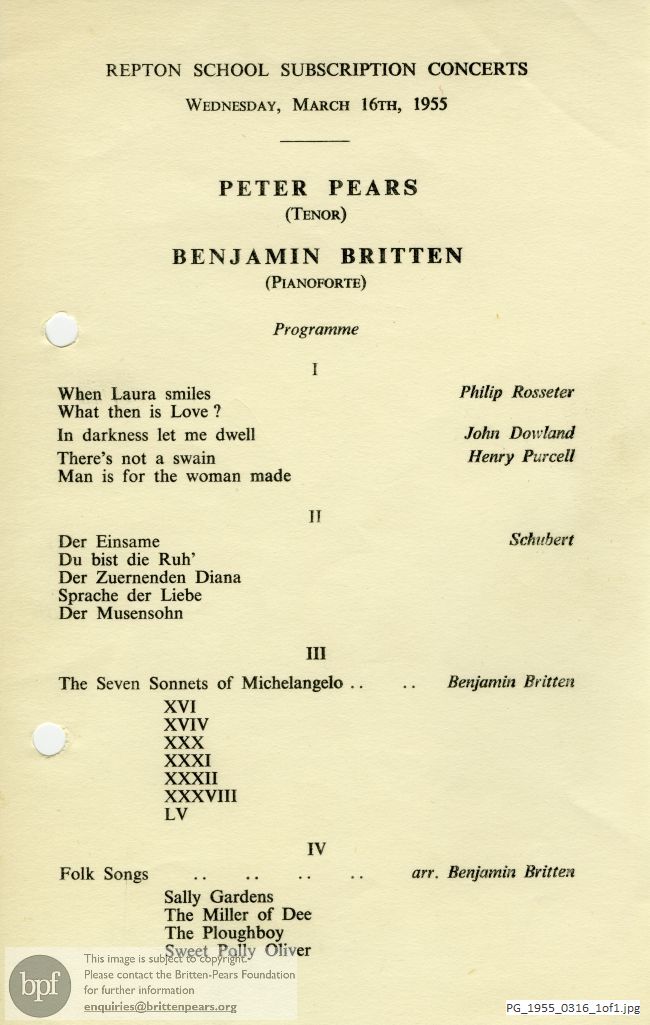 REPTON SCHOOL SUBSCRIPTION CONCERTS
WEDNESDAY, MARCH 16TH, 1955
PETER PEARS
(TENOR)
BENJAMIN BRITTEN
(PIANOFORTE)
Programme
I
When Laura smiles Philip Rosseter
What then is Love ?
In darkness let me dwell John Dowland
There's not a swain Henry Purcell
Man is for the woman made
II
Der Einsame Schubert
Du bist die Ruh'
Der Zuernenden Diana
Sprache der Liebe
Der Musensohn
III
The Seven Sonnets of Michelangelo .. .. Benjamin Britten
XVI
XVIV
XXX
XXXI
XXXII
XXXVIII
LV
IV
Folk Songs .. .. .. .. arr. Benjamin Britten
Sally Gardens
The Miller of Dee
The Ploughboy
Sweet Polly Oliver
bpf
This image is subject to copyright.
Please contact the Britten-Pears Foundation
for further information
enquiries@brittenpears.org
PG_1955_0316_1of1.jpg